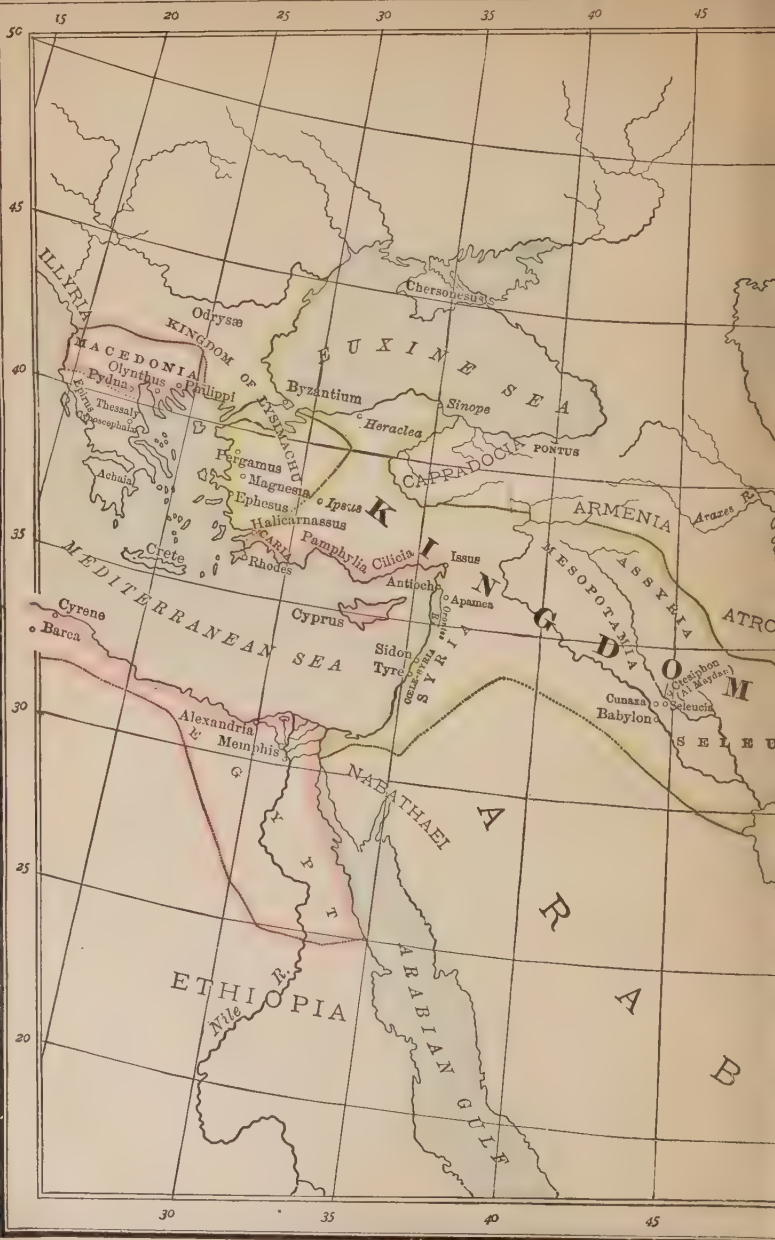 15 20 25 30 35 40 45
50
45
40
35
30
25
20
30 35 40 45
ILLYRIA
Odrysæ
Chersonesus
MACEDONIA
KINGDOM OF LYSIMACHU
EUXINE SEA
Olynthus
Pydna
Philippi
Byzantium
Sinope
Epirus
Thessaly
Heraclea
PONTUS
CAPPADOCIA
Achaia
Pergamus
Magnesia
Ephesus
Ipsus
Halicarnassus
CARIA
Pamphylia
Cilicia
Issus
ARMENIA
Araxes R.
KINGDOM
MESOPOTAMIA
ASSYRIA
ATRO
Crete
Rhodes
Antioch
Apamea
Orontes R.
Cyprus
MEDITERRANEAN SEA
Cyrene
Barca
Sidon
Tyre
CŒLE-SYRIA
SYRIA
Ctesiphon
(Al Maydan)
Cunaxa
Seleucia
Babylon
SELEU
Alexandria
Memphis
EGYPT
NABATHAEI
ARAB
ETHIOPIA
Nile R.
ARABIAN GULF